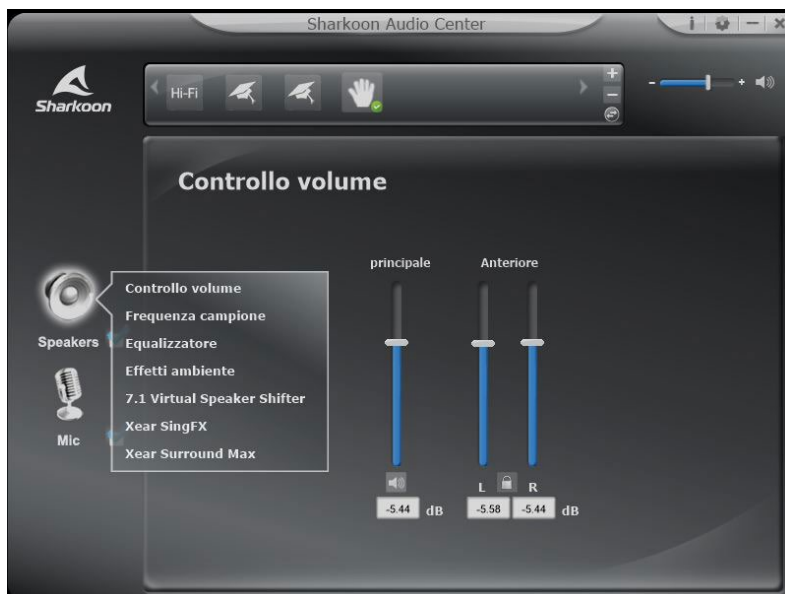 Sharkoon Audio Center
Sharkoon
Hi-Fi
Controllo volume
principale
Anteriore
Speakers
Mic
Controllo volume
Frequenza campione
Equalizzatore
Effetti ambiente
7.1 Virtual Speaker Shifter
Xear SingFX
Xear Surround Max
L R
-5.44 dB -5.58 -5.44 dB